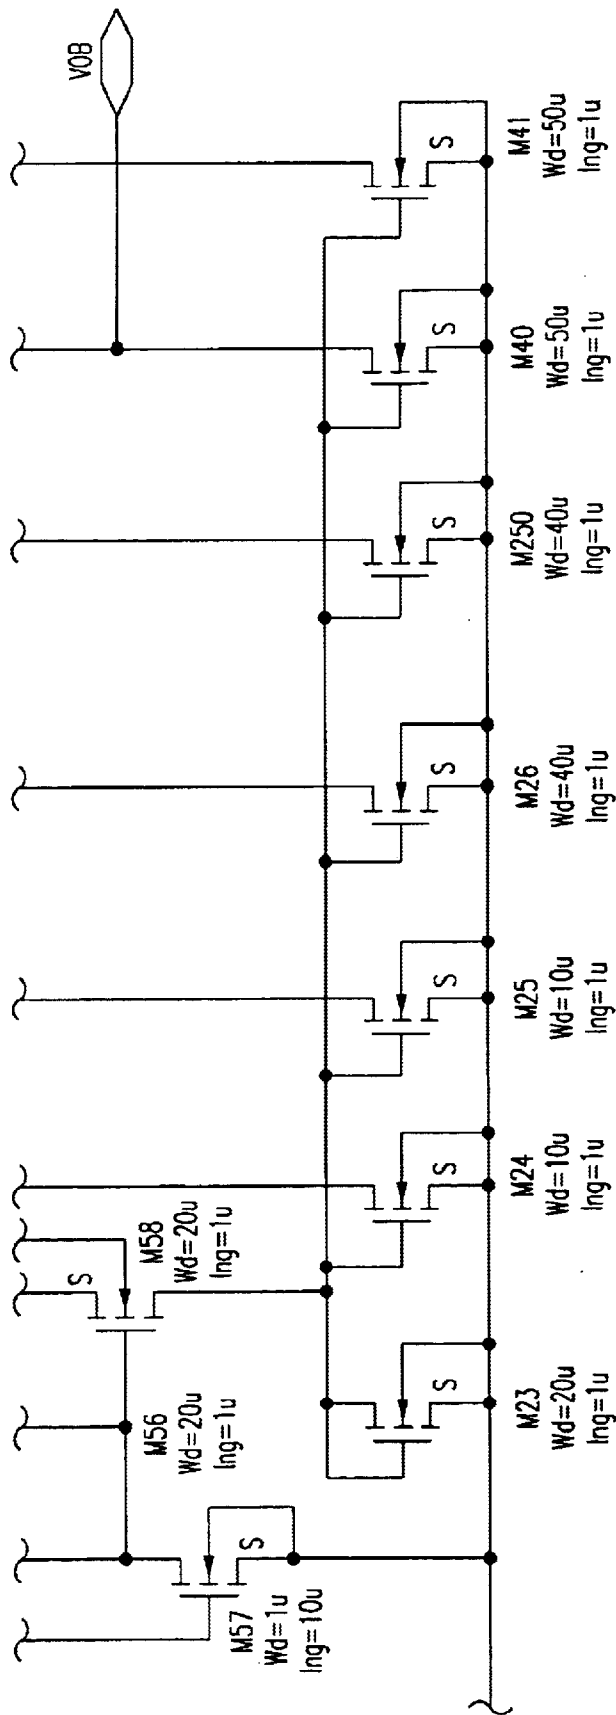 VOB
S
M41
Wd=50u
lng=1u
S
M40
Wd=50u
lng=1u
S
M250
Wd=40u
lng=1u
S
M26
Wd=40u
lng=1u
S
M25
Wd=10u
lng=1u
S
M24
Wd=10u
lng=1u
S
M58
Wd=20u
lng=1u
M56
Wd=20u
lng=1u
S
M23
Wd=20u
lng=1u
S
M57
Wd=1u
lng=10u